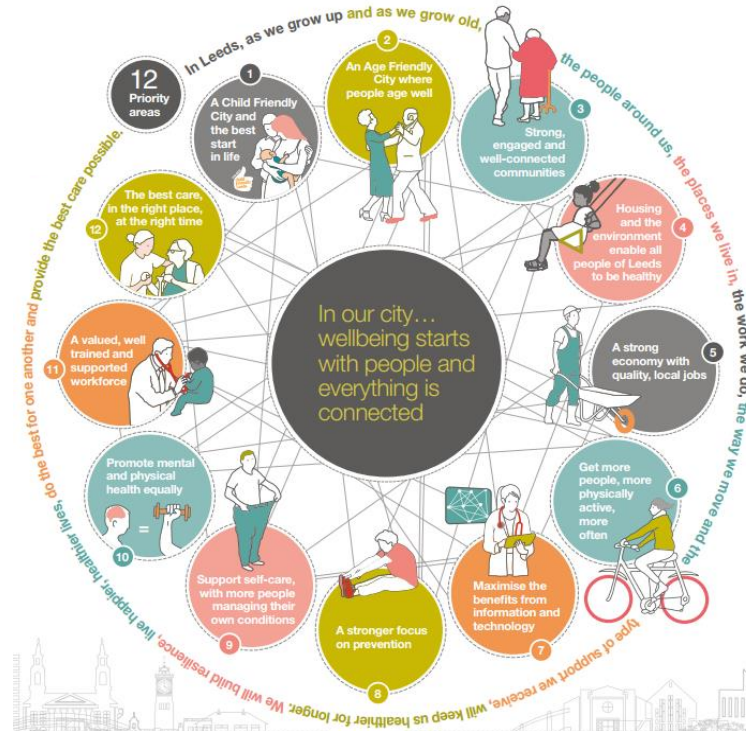 12
Priority
areas
In Leeds, as we grow up and as we grow old, the people around us, the places we live in, the work we do, the way we move and the type of support we receive, will keep us healthier for longer. We will build resilience, live happier, healthier lives, do the best for one another and provide the best care possible.
1
A Child Friendly
City and
the best
start
in life
2
An Age Friendly
City where
people age well
3
Strong,
engaged and
well-connected
communities
4
Housing
and the
environment
enable all
people of Leeds
to be healthy
5
A strong
economy with
quality, local jobs
6
Get more
people, more
physically
active,
more
often
7
Maximise the
benefits from
information and
technology
8
A stronger focus
on prevention
9
Support self-care,
with more people
managing their
own conditions
10
Promote mental
and physical
health equally
=
11
A valued, well
trained and
supported
workforce
12
The best care,
in the right place,
at the right time
In our city…
wellbeing starts
with people and
everything is
connected